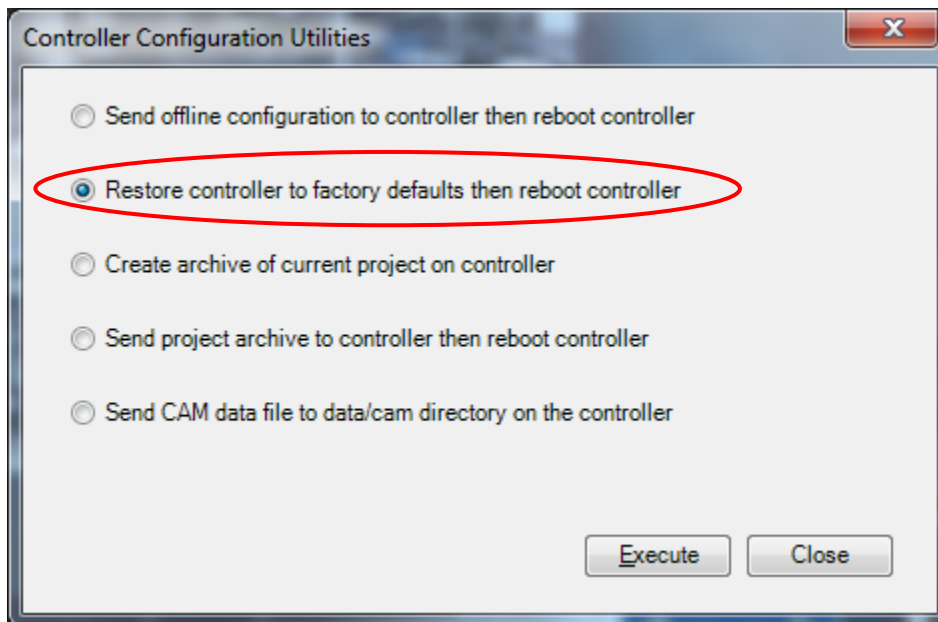 Controller Configuration Utilities
Send offline configuration to controller then reboot controller
Restore controller to factory defaults then reboot controller
Create archive of current project on controller
Send project archive to controller then reboot controller
Send CAM data file to data/cam directory on the controller
Execute
Close